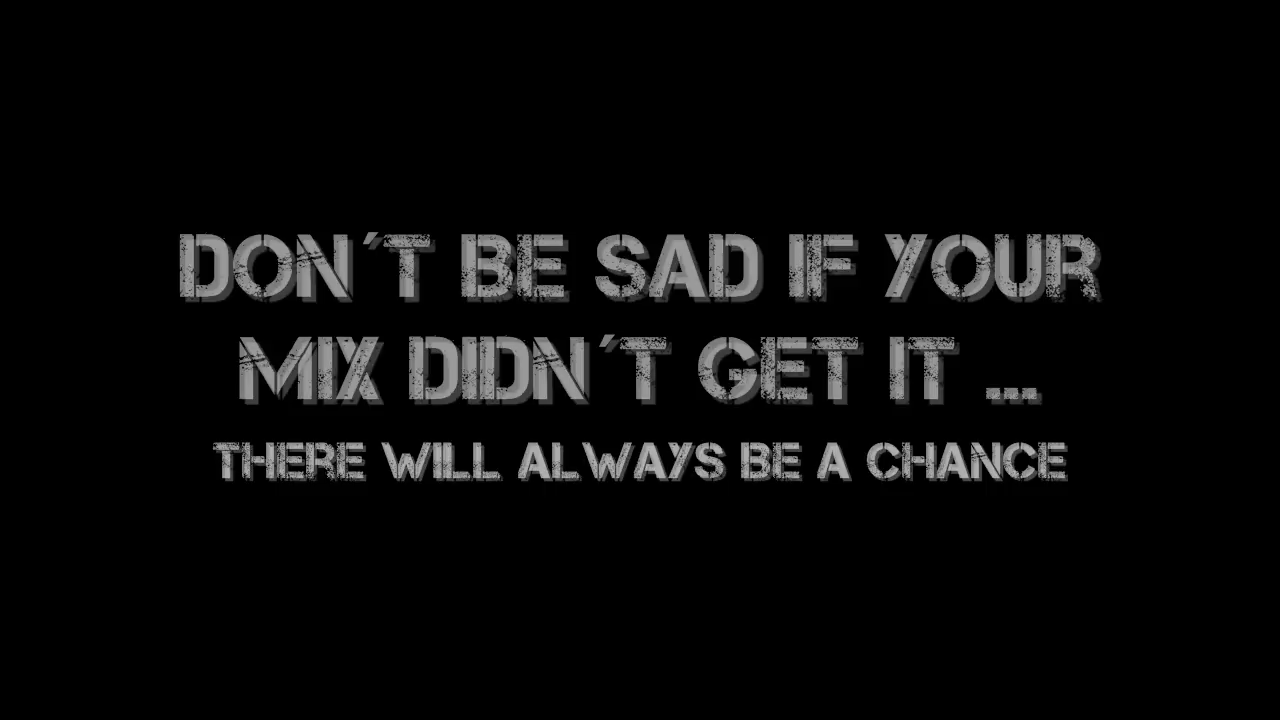 DON´T BE SAD IF YOUR
MIX DIDN´T GET IT ...
THERE WILL ALWAYS BE A CHANCE